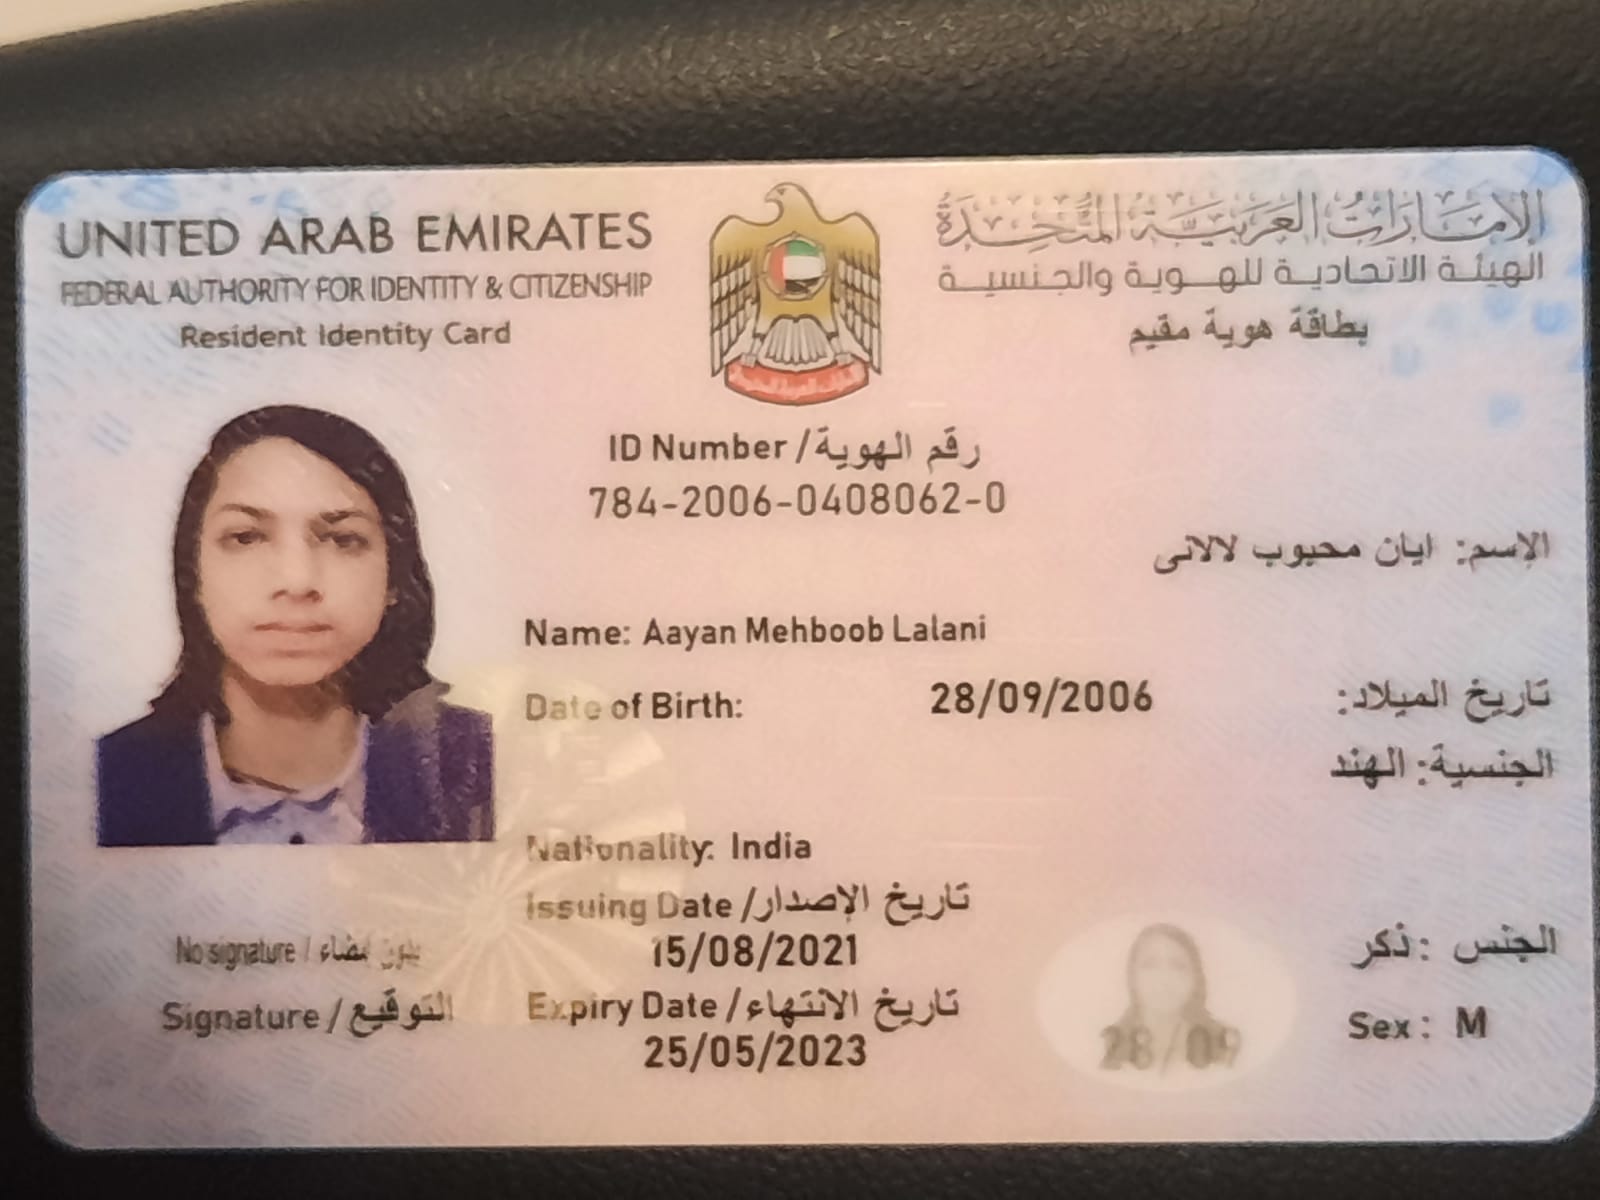 UNITED ARAB EMIRATES
الإمارات العربية المتحدة
FEDERAL AUTHORITY FOR IDENTITY & CITIZENSHIP
الهيئة الاتحادية للهوية والجنسية
Resident Identity Card
بطاقة هوية مقيم
ID Number / رقم الهوية
784-2006-0408062-0
الإسم: ايان محبوب لالانى
Name: Aayan Mehboob Lalani
Date of Birth: 28/09/2006 تاريخ الميلاد:
الجنسية: الهند
Nationality: India
Issuing Date / تاريخ الإصدار
15/08/2021
Expiry Date / تاريخ الانتهاء
25/05/2023
No signature / بدون إمضاء
Signature / التوقيع
28/09
الجنس : ذكر
Sex : M